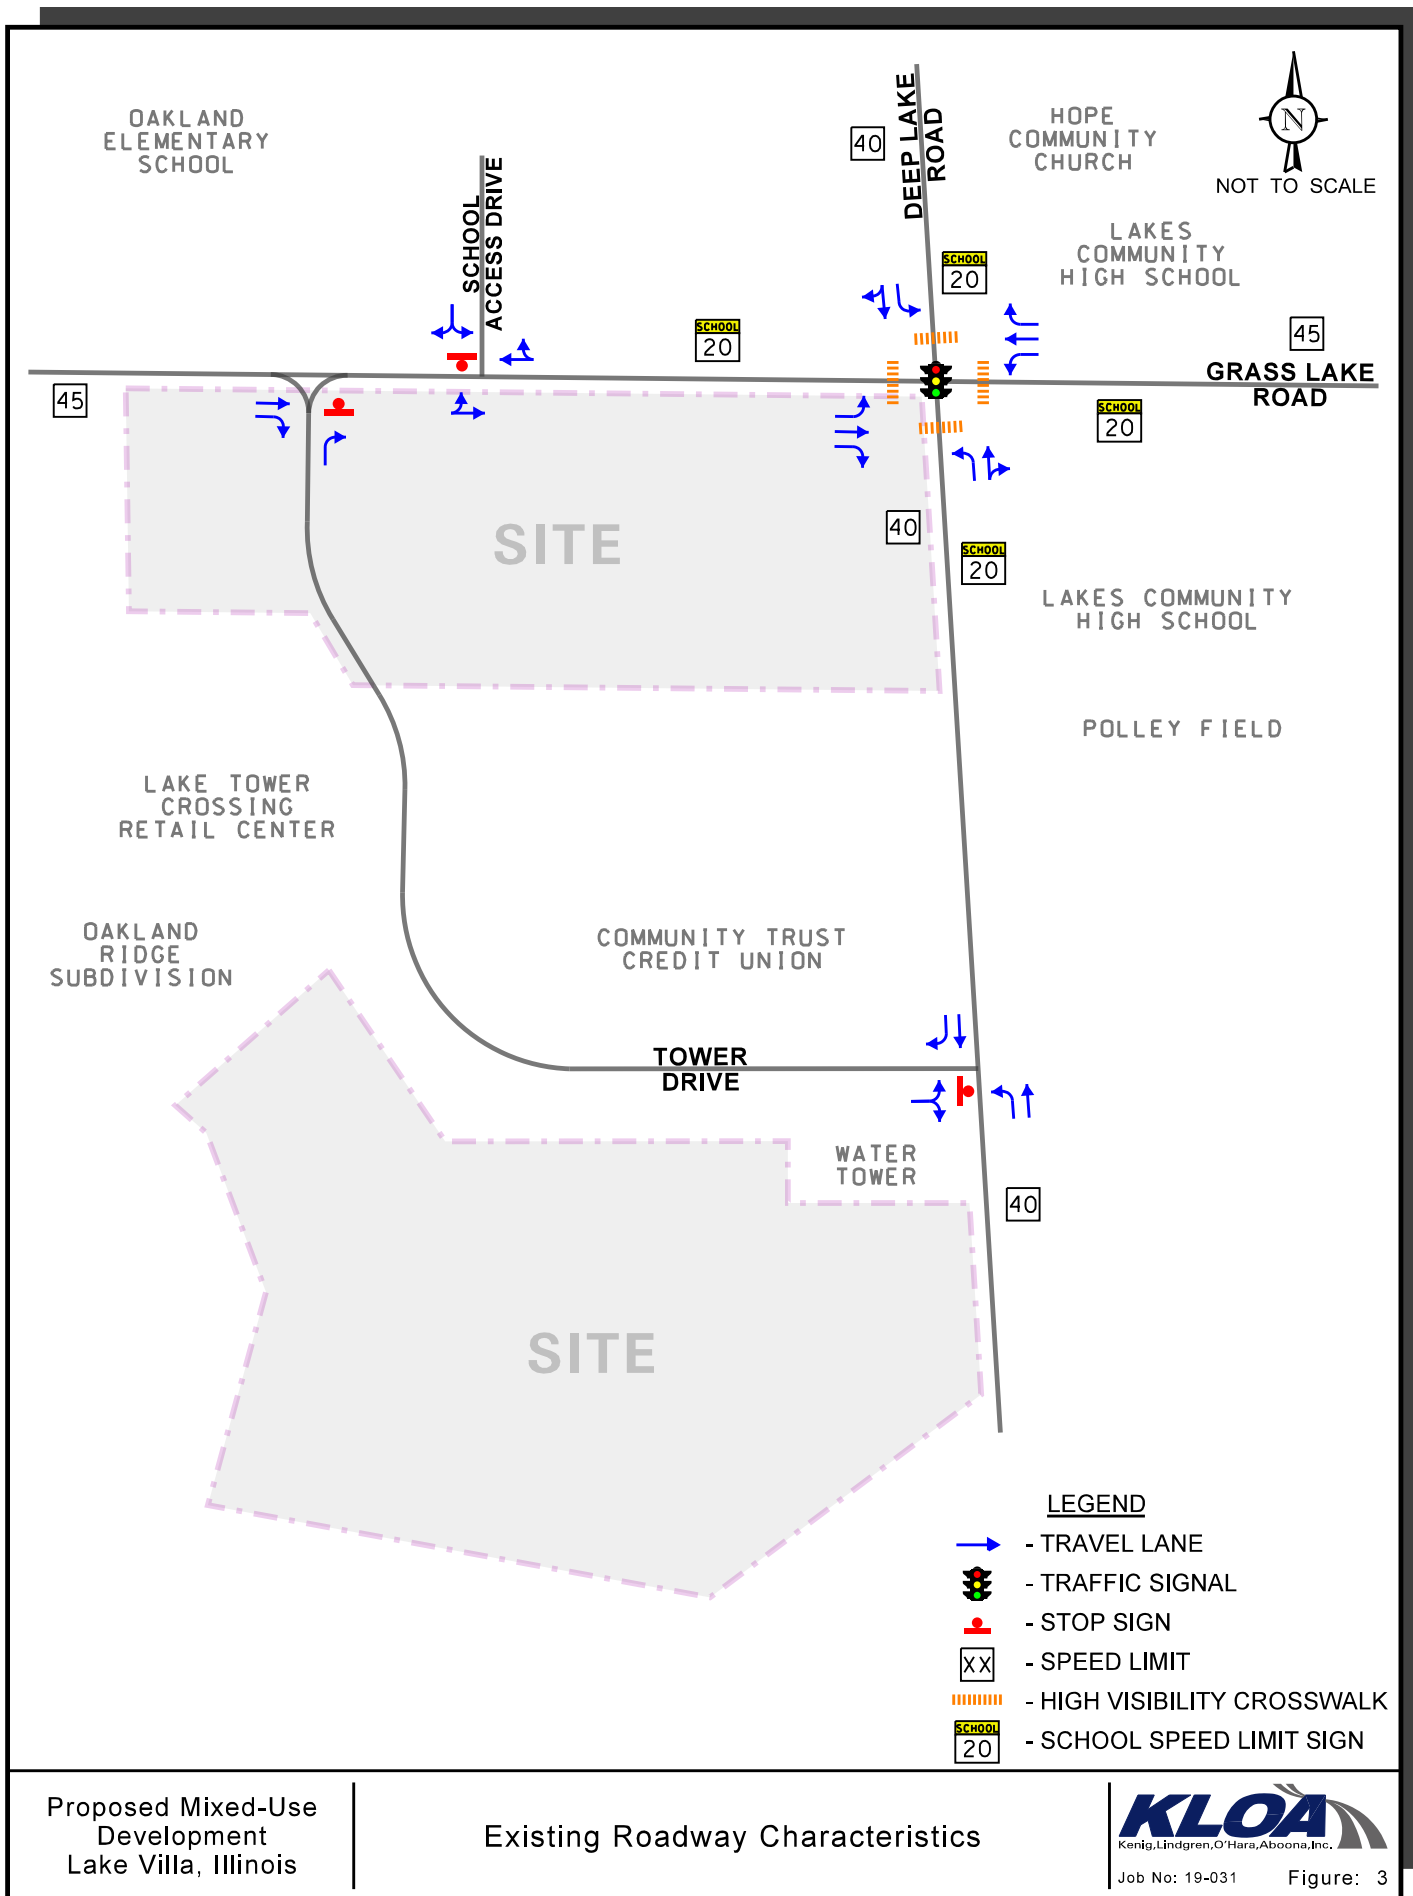 OAKLAND
ELEMENTARY
SCHOOL
SCHOOL
ACCESS DRIVE
40
DEEP LAKE
ROAD
HOPE
COMMUNITY
CHURCH
N
NOT TO SCALE
LAKES
COMMUNITY
HIGH SCHOOL
SCHOOL
20
SCHOOL
20
45
GRASS LAKE
ROAD
45
SCHOOL
20
SITE
40
SCHOOL
20
LAKES COMMUNITY
HIGH SCHOOL
POLLEY FIELD
LAKE TOWER
CROSSING
RETAIL CENTER
OAKLAND
RIDGE
SUBDIVISION
COMMUNITY TRUST
CREDIT UNION
TOWER
DRIVE
WATER
TOWER
40
SITE
LEGEND
- TRAVEL LANE
- TRAFFIC SIGNAL
- STOP SIGN
XX - SPEED LIMIT
- HIGH VISIBILITY CROSSWALK
SCHOOL
20 - SCHOOL SPEED LIMIT SIGN
Proposed Mixed-Use
Development
Lake Villa, Illinois
Existing Roadway Characteristics
KLOA
Kenig,Lindgren,O'Hara,Aboona,Inc.
Job No: 19-031 Figure: 3